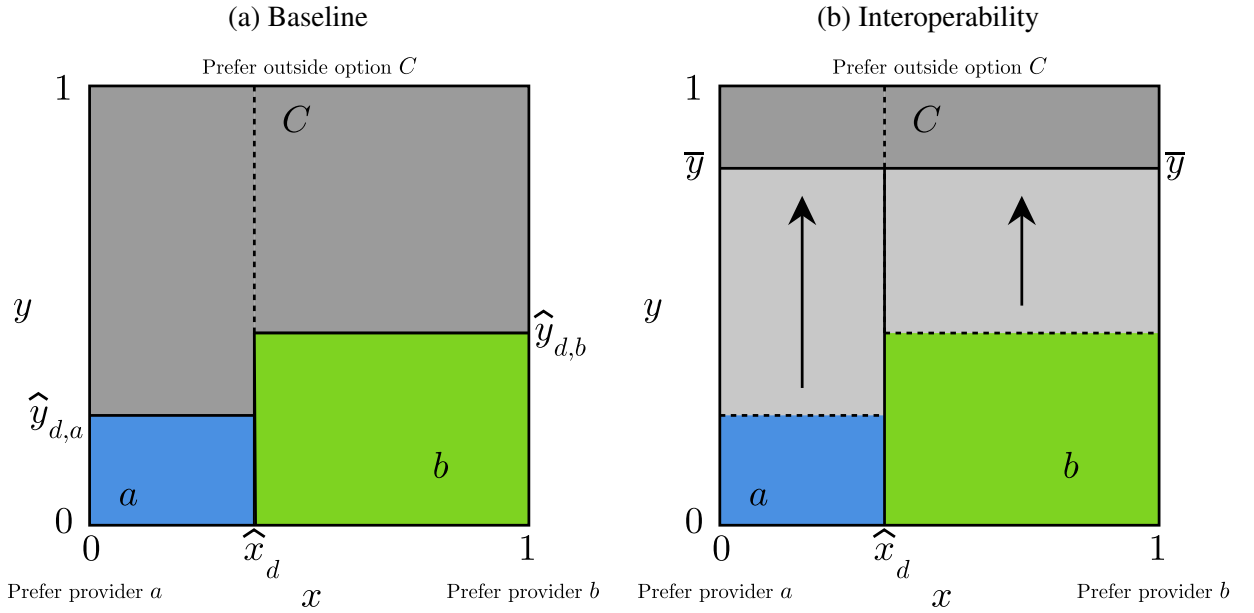 (a) Baseline
Prefer outside option C
1
C
y
ŷ_{d,b}
ŷ_{d,a}
b
a
0
0
x̂_d
1
Prefer provider a
x
Prefer provider b
(b) Interoperability
Prefer outside option C
1
C
y̅
y̅
y
b
a
0
0
x̂_d
1
Prefer provider a
x
Prefer provider b